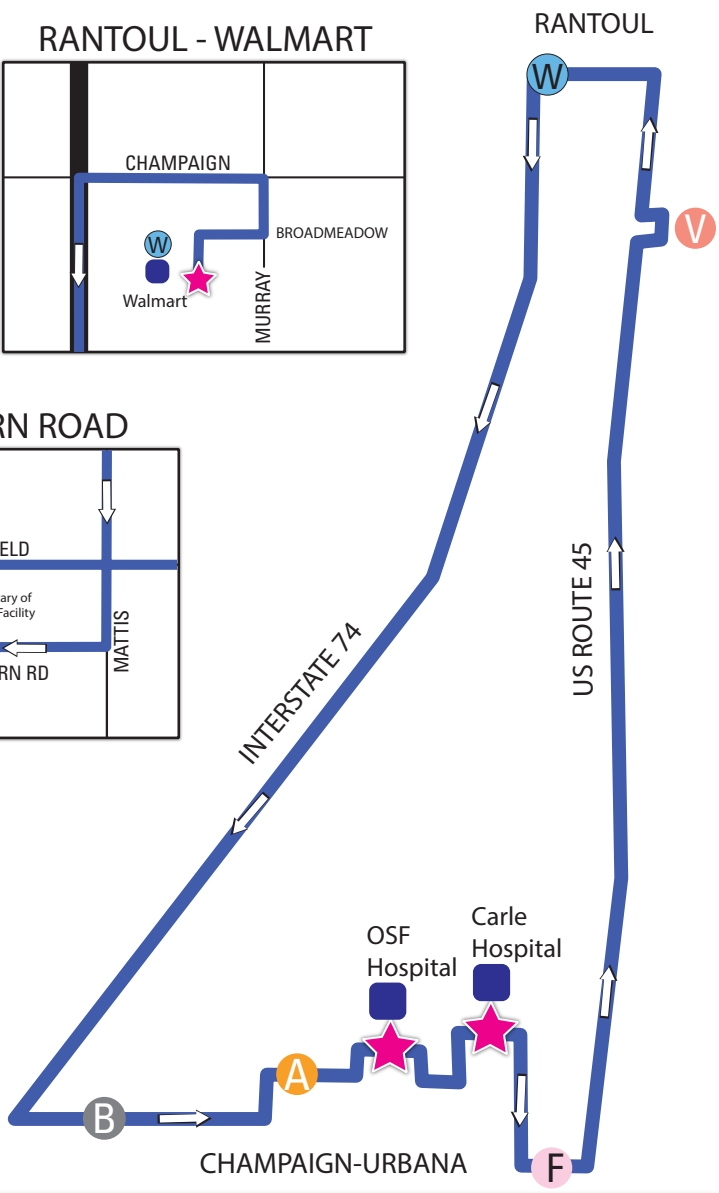 RANTOUL
RANTOUL - WALMART
W
CHAMPAIGN
BROADMEADOW
W
Walmart
MURRAY
V
RN ROAD
ELD
ary of
Facility
MATTIS
RN RD
INTERSTATE 74
US ROUTE 45
OSF
Hospital
Carle
Hospital
A
B
CHAMPAIGN-URBANA
F